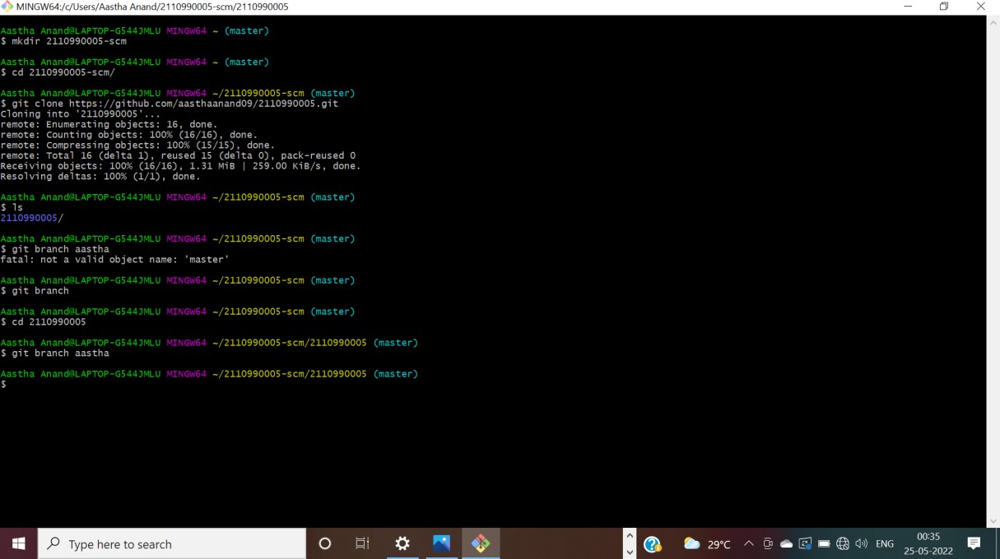 MINGW64:/c/Users/Aastha Anand/2110990005-scm/2110990005
Aastha Anand@LAPTOP-G544JMLU MINGW64 ~ (master)
$ mkdir 2110990005-scm
Aastha Anand@LAPTOP-G544JMLU MINGW64 ~ (master)
$ cd 2110990005-scm/
Aastha Anand@LAPTOP-G544JMLU MINGW64 ~/2110990005-scm (master)
$ git clone https://github.com/aasthaanand09/2110990005.git
Cloning into '2110990005'...
remote: Enumerating objects: 16, done.
remote: Counting objects: 100% (16/16), done.
remote: Compressing objects: 100% (15/15), done.
remote: Total 16 (delta 1), reused 15 (delta 0), pack-reused 0
Receiving objects: 100% (16/16), 1.31 MiB | 259.00 KiB/s, done.
Resolving deltas: 100% (1/1), done.
Aastha Anand@LAPTOP-G544JMLU MINGW64 ~/2110990005-scm (master)
$ ls
2110990005/
Aastha Anand@LAPTOP-G544JMLU MINGW64 ~/2110990005-scm (master)
$ git branch aastha
fatal: not a valid object name: 'master'
Aastha Anand@LAPTOP-G544JMLU MINGW64 ~/2110990005-scm (master)
$ git branch
Aastha Anand@LAPTOP-G544JMLU MINGW64 ~/2110990005-scm (master)
$ cd 2110990005
Aastha Anand@LAPTOP-G544JMLU MINGW64 ~/2110990005-scm/2110990005 (master)
$ git branch aastha
Aastha Anand@LAPTOP-G544JMLU MINGW64 ~/2110990005-scm/2110990005 (master)
$
Type here to search
29°C
ENG
00:35
25-05-2022